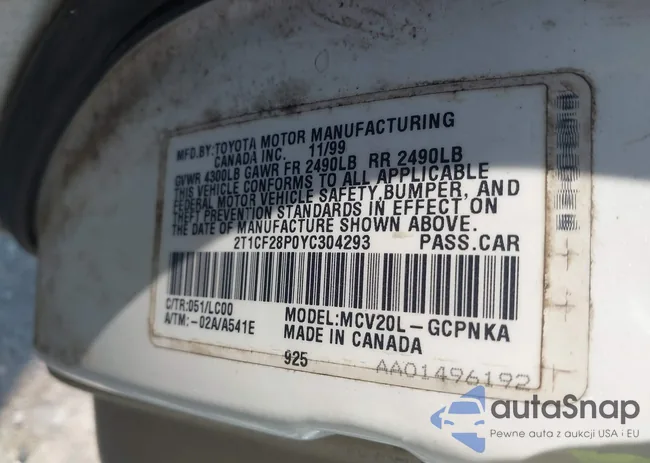 MFD.BY:TOYOTA MOTOR MANUFACTURING
CANADA INC. 11/99
GVWR 4300LB GAWR FR 2490LB RR 2490LB
THIS VEHICLE CONFORMS TO ALL APPLICABLE
FEDERAL MOTOR VEHICLE SAFETY,BUMPER, AND
THEFT PREVENTION STANDARDS IN EFFECT ON
THE DATE OF MANUFACTURE SHOWN ABOVE.
2T1CF28P0YC304293 PASS.CAR
C/TR:051/LC00 MODEL:MCV20L-GCPNKA
A/TM:-02A/A541E MADE IN CANADA
925 AA01496192
autaSnap
Pewne auta z aukcji USA i EU